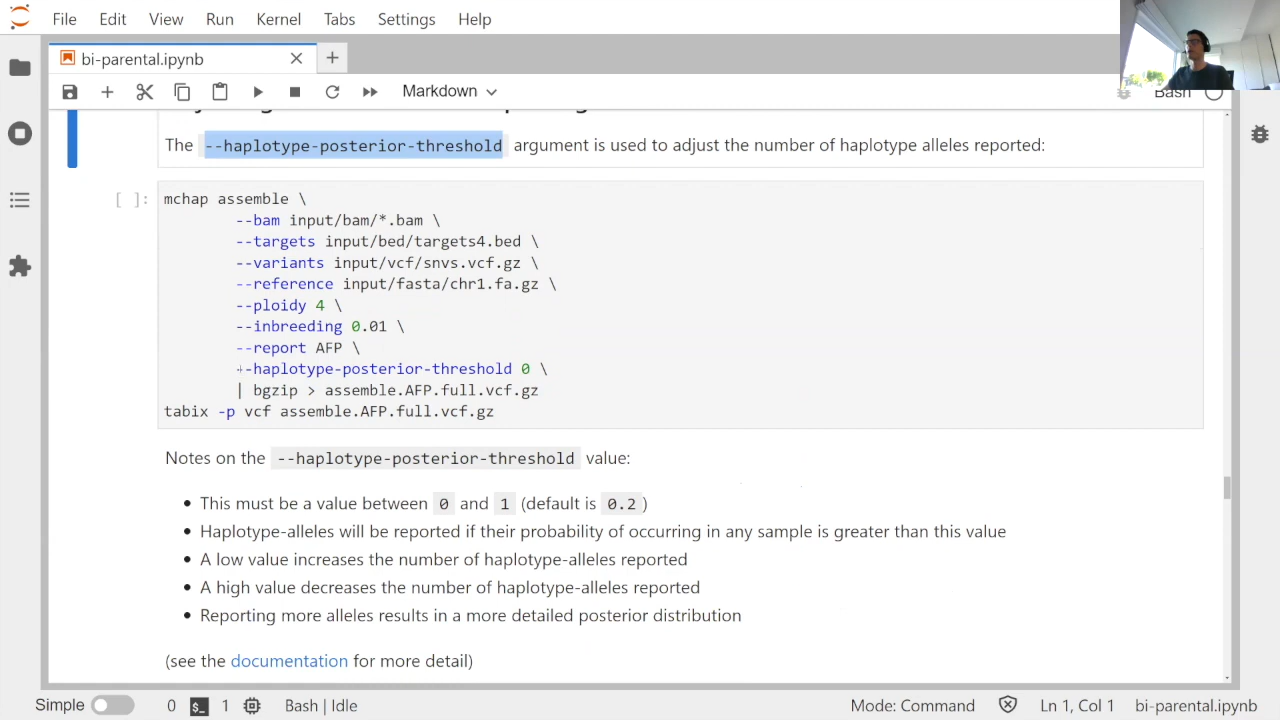 File Edit View Run Kernel Tabs Settings Help
bi-parental.ipynb
Markdown
Bash
The --haplotype-posterior-threshold argument is used to adjust the number of haplotype alleles reported:
[ ]: mchap assemble \
--bam input/bam/*.bam \
--targets input/bed/targets4.bed \
--variants input/vcf/snvs.vcf.gz \
--reference input/fasta/chr1.fa.gz \
--ploidy 4 \
--inbreeding 0.01 \
--report AFP \
--haplotype-posterior-threshold 0 \
| bgzip > assemble.AFP.full.vcf.gz
tabix -p vcf assemble.AFP.full.vcf.gz
Notes on the --haplotype-posterior-threshold value:
• This must be a value between 0 and 1 (default is 0.2)
• Haplotype-alleles will be reported if their probability of occurring in any sample is greater than this value
• A low value increases the number of haplotype-alleles reported
• A high value decreases the number of haplotype-alleles reported
• Reporting more alleles results in a more detailed posterior distribution
(see the documentation for more detail)
Simple 0 1 Bash | Idle Mode: Command Ln 1, Col 1 bi-parental.ipynb